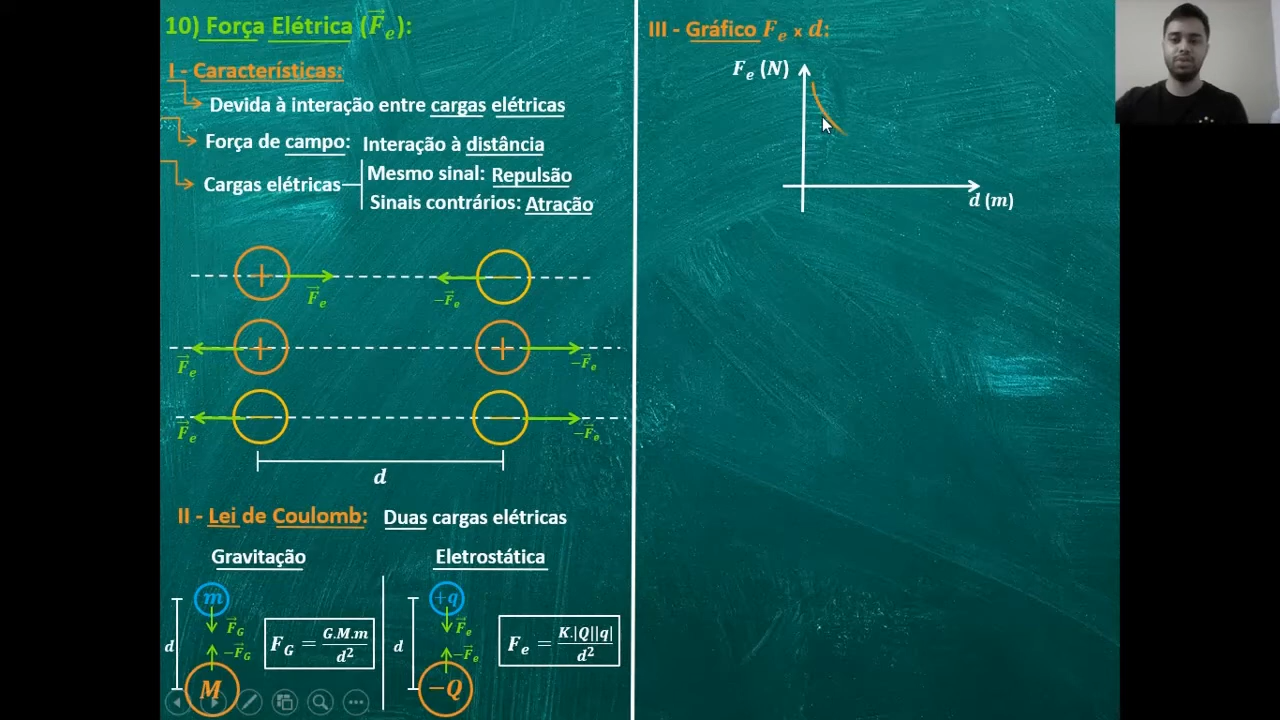 10) Força Elétrica (F⃗e):
I - Características:
Devida à interação entre cargas elétricas
Força de campo: Interação à distância
Cargas elétricas
Mesmo sinal: Repulsão
Sinais contrários: Atração
+
−
F⃗e
−F⃗e
+
+
F⃗e
−F⃗e
−
−
F⃗e
−F⃗e
d
II - Lei de Coulomb: Duas cargas elétricas
Gravitação
m
d
F⃗G
−F⃗G
M
FG = G.M.m / d²
Eletrostática
+q
d
F⃗e
−F⃗e
−Q
Fe = K.|Q||q| / d²
III - Gráfico Fe x d:
Fe (N)
d (m)